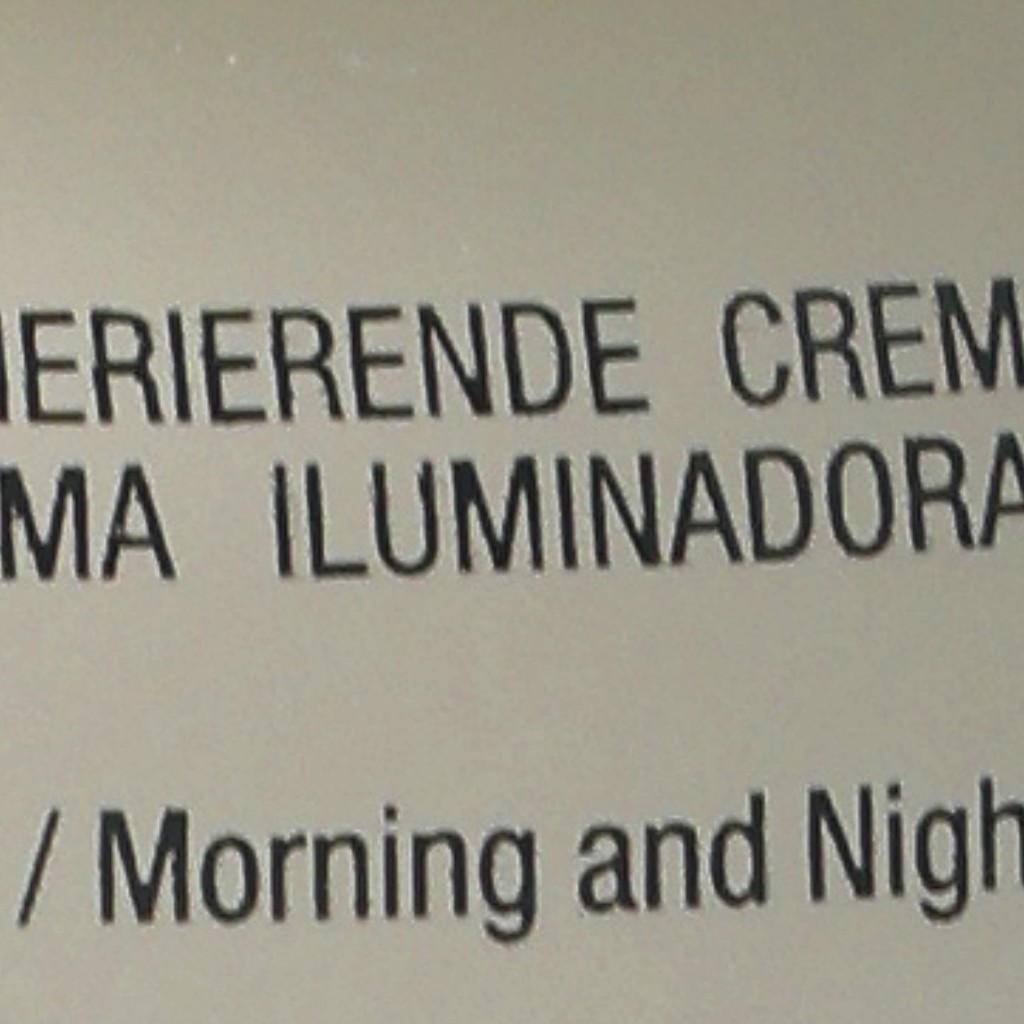 IERIERENDE CREM
MA ILUMINADORA
/ Morning and Nigh